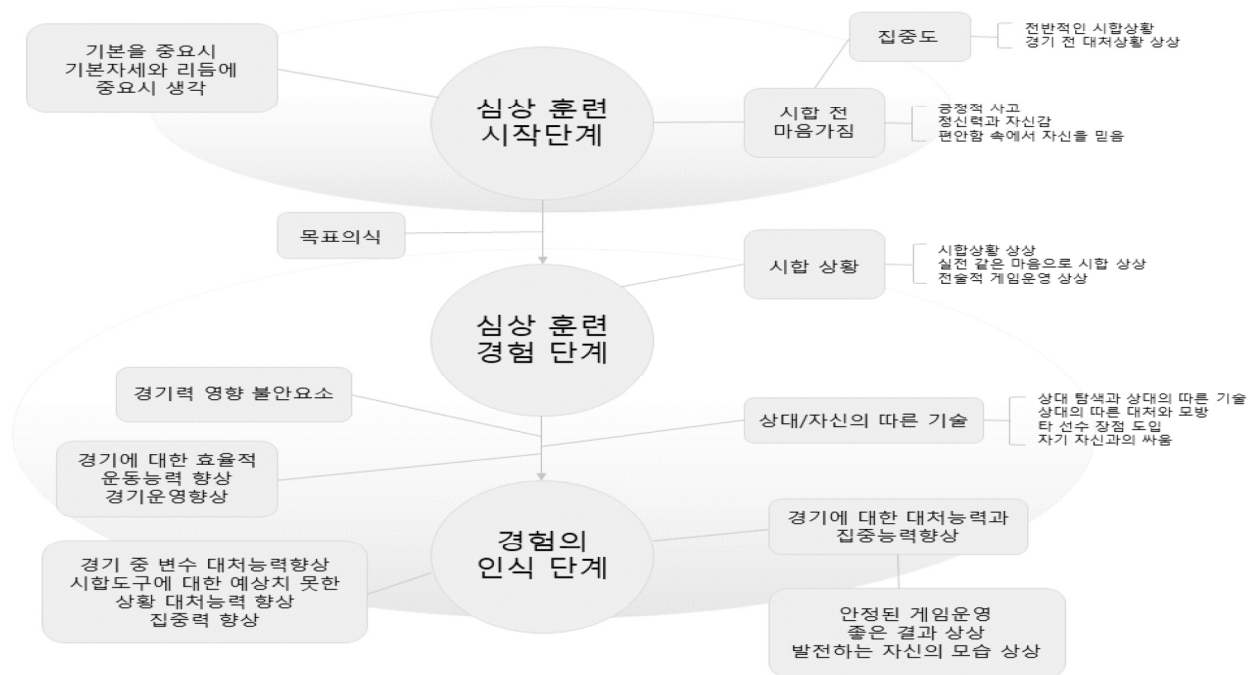 기본을 중요시
기본자세와 리듬에
중요시 생각
심상 훈련
시작단계
집중도
전반적인 시합상황
경기 전 대처상황 상상
시합 전
마음가짐
긍정적 사고
정신력과 자신감
편안함 속에서 자신을 믿음
목표의식
심상 훈련
경험 단계
시합 상황
시합상황 상상
실전 같은 마음으로 시합 상상
전술적 게임운영 상상
경기력 영향 불안요소
상대/자신의 따른 기술
상대 탐색과 상대의 따른 기술
상대의 따른 대처와 모방
타 선수 장점 도입
자기 자신과의 싸움
경기에 대한 효율적
운동능력 향상
경기운영향상
경험의
인식 단계
경기에 대한 대처능력과
집중능력향상
경기 중 변수 대처능력향상
시합도구에 대한 예상치 못한
상황 대처능력 향상
집중력 향상
안정된 게임운영
좋은 결과 상상
발전하는 자신의 모습 상상